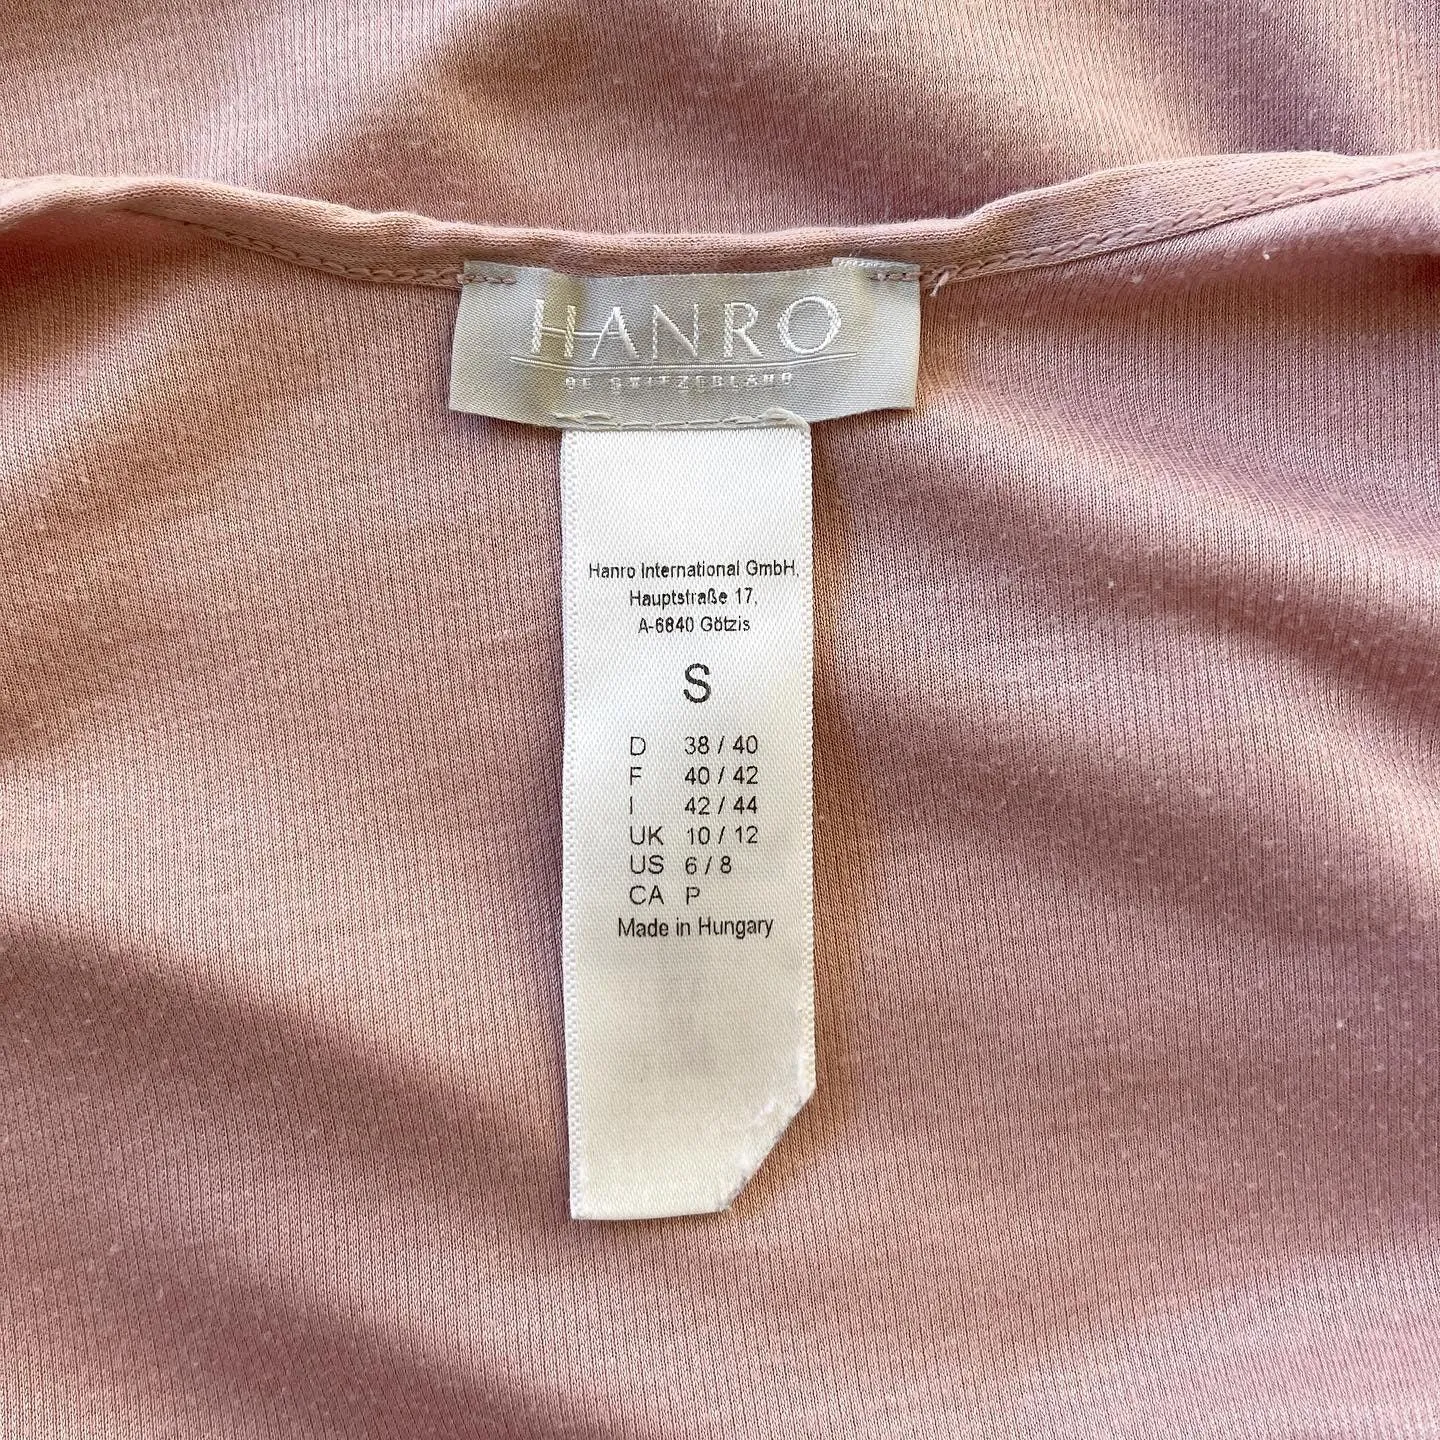 HANRO
OF SWITZERLAND
Hanro International GmbH,
Hauptstraße 17,
A-6840 Götzis
S
D 38 / 40
F 40 / 42
I 42 / 44
UK 10 / 12
US 6 / 8
CA P
Made in Hungary